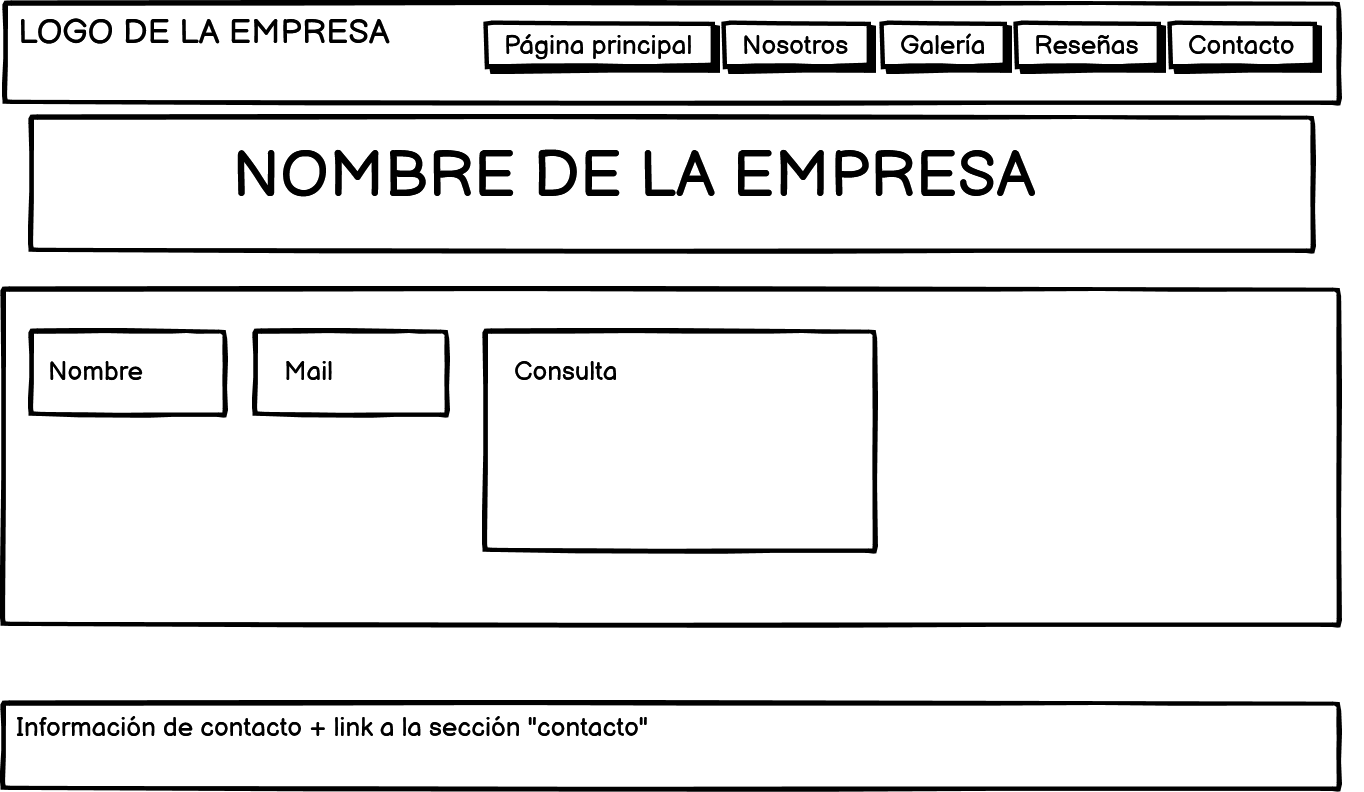 LOGO DE LA EMPRESA
Página principal
Nosotros
Galería
Reseñas
Contacto
NOMBRE DE LA EMPRESA
Nombre
Mail
Consulta
Información de contacto + link a la sección "contacto"